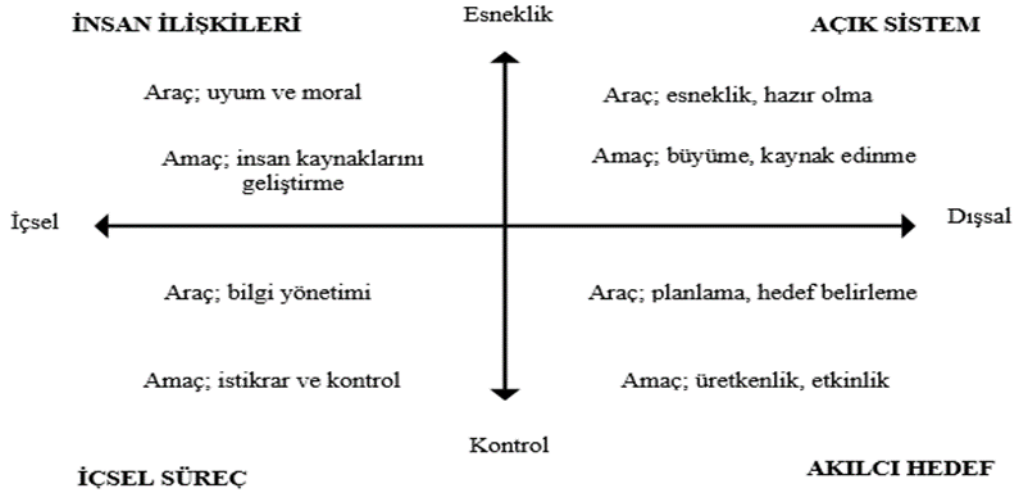 Esneklik
İNSAN İLİŞKİLERİ
AÇIK SİSTEM
Araç; uyum ve moral
Araç; esneklik, hazır olma
Amaç; insan kaynaklarını
geliştirme
Amaç; büyüme, kaynak edinme
İçsel
Dışsal
Araç; bilgi yönetimi
Araç; planlama, hedef belirleme
Amaç; istikrar ve kontrol
Amaç; üretkenlik, etkinlik
Kontrol
İÇSEL SÜREÇ
AKILCI HEDEF